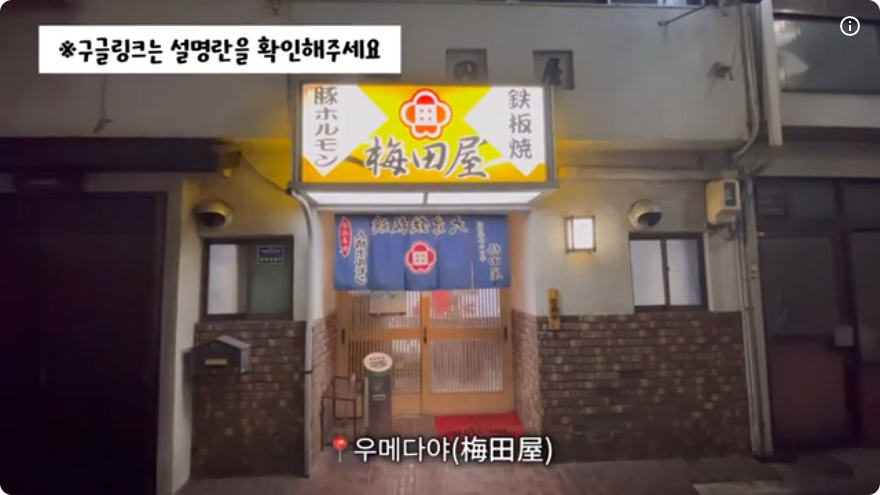 ※구글링크는 설명란을 확인해주세요
田 屋
豚ホルモン
鉄板焼
梅田屋
📍우메다야(梅田屋)